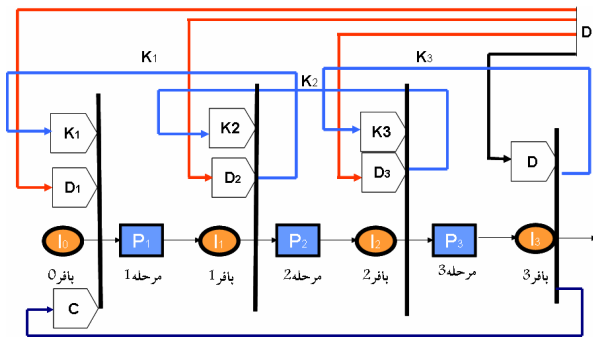 D
K1
K2
K3
K1
K2
K3
D1
D2
D3
D
I0
P1
I1
P2
I2
P3
I3
بافر0
مرحله1
بافر1
مرحله2
بافر2
مرحله3
بافر3
C